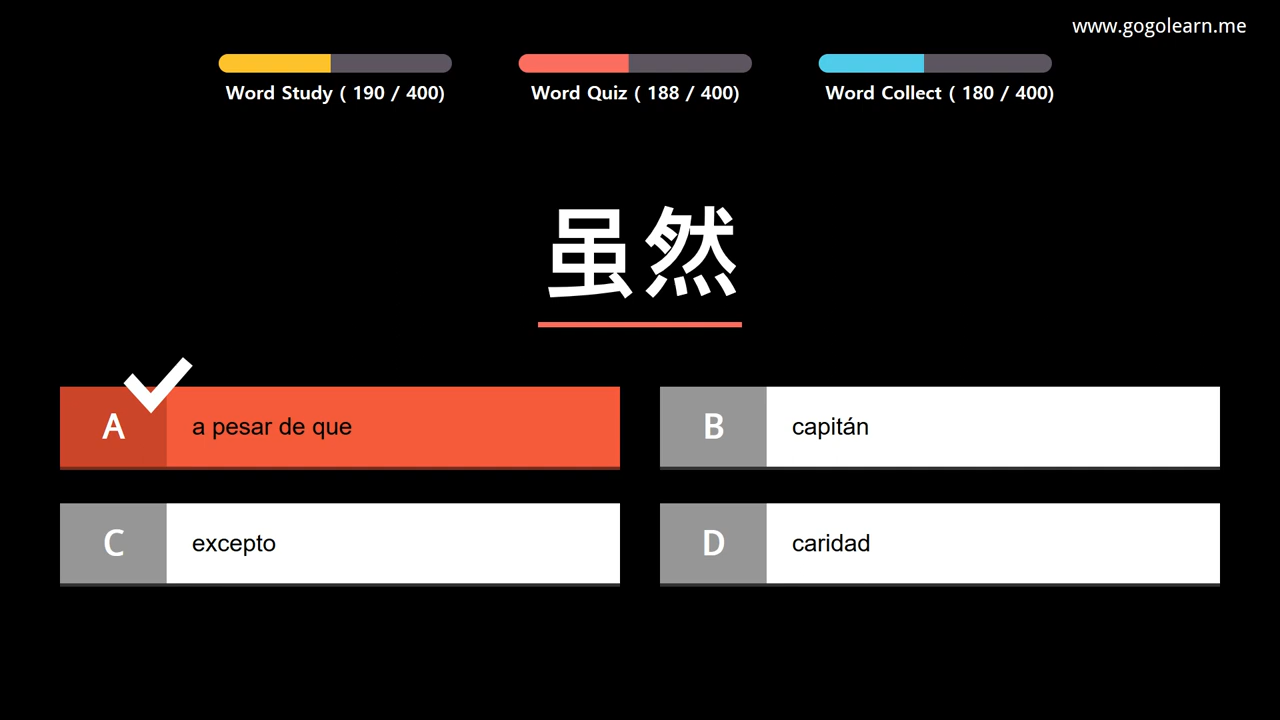 www.gogolearn.me
Word Study ( 190 / 400)
Word Quiz ( 188 / 400)
Word Collect ( 180 / 400)
虽然
A a pesar de que
B capitán
C excepto
D caridad